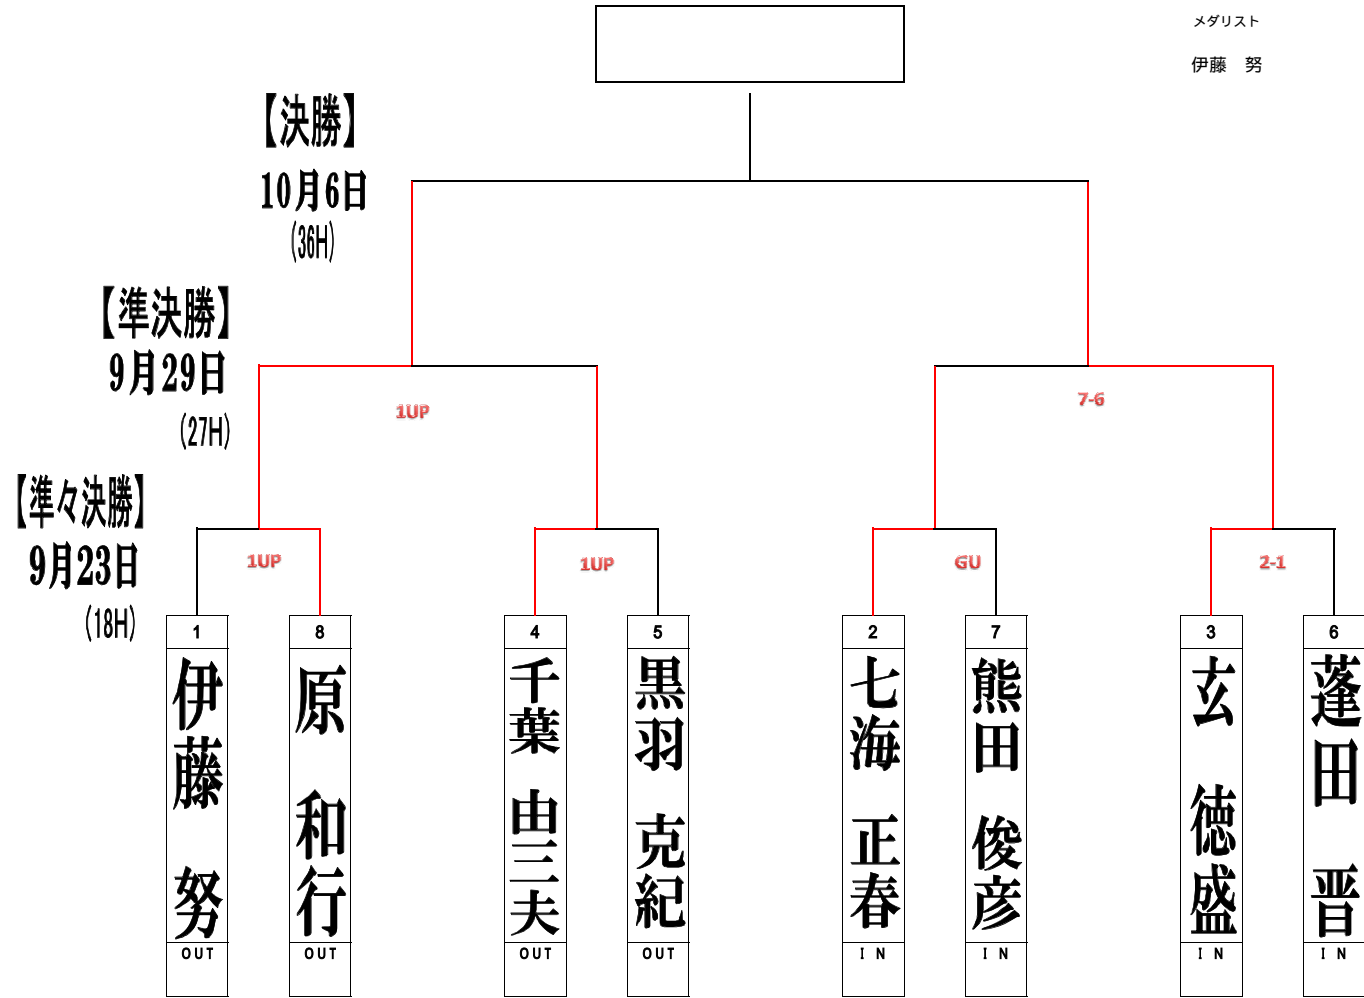 メダリスト
伊藤　努
【決勝】
10月6日
(36H)
【準決勝】
9月29日
(27H)
1UP
7-6
【準々決勝】
9月23日
(18H)
1UP
1UP
GU
2-1
1
8
4
5
2
7
3
6
伊藤　努
原　和行
千葉　由三夫
黒羽　克紀
七海　正春
熊田　俊彦
玄　徳盛
蓬田　晋
OUT
OUT
OUT
OUT
IN
IN
IN
IN